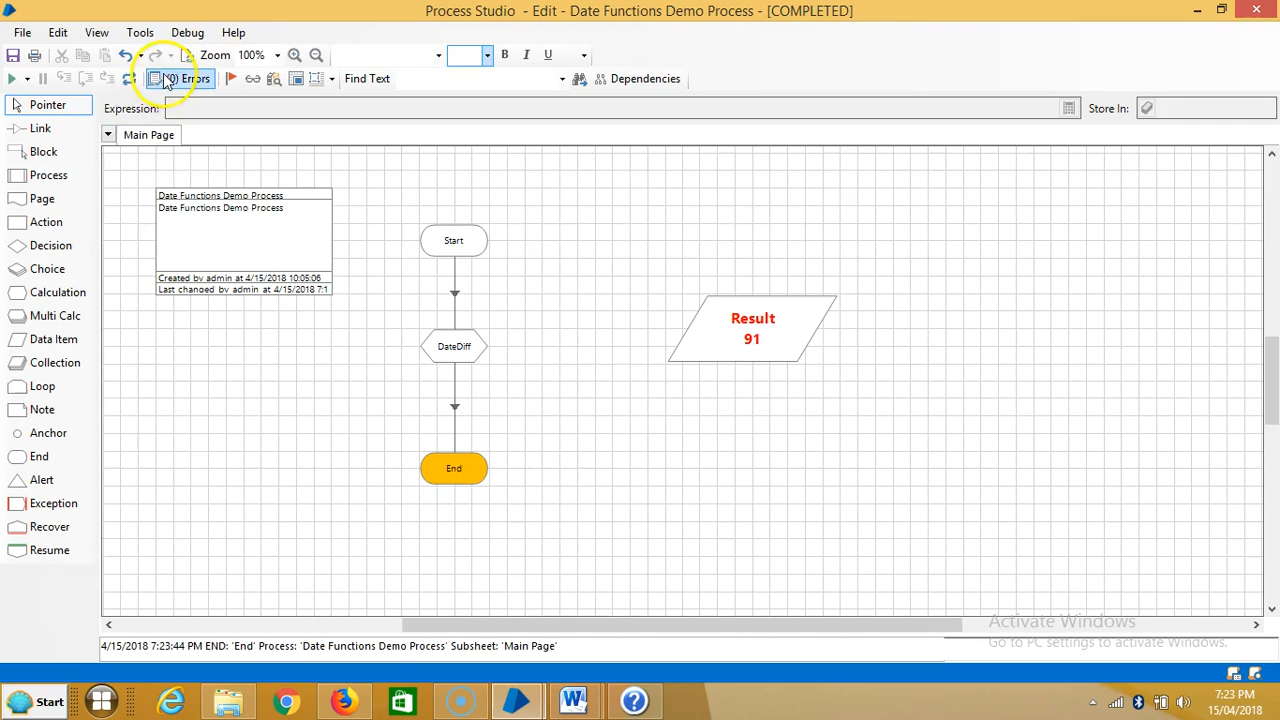 Process Studio - Edit - Date Functions Demo Process - [COMPLETED]
File Edit View Tools Debug Help
Zoom 100% B I U
Errors Find Text Dependencies
Pointer
Expression: Store In:
Link
Main Page
Block
Process
Page
Action
Decision
Choice
Calculation
Multi Calc
Data Item
Collection
Loop
Note
Anchor
End
Alert
Exception
Recover
Resume
Date Functions Demo Process
Date Functions Demo Process
Created by admin at 4/15/2018 10:05:06
Last changed by admin at 4/15/2018 7:1
Start
DateDiff
End
Result
91
Activate Windows
Go to PC settings to activate Windows.
4/15/2018 7:23:44 PM END: 'End' Process: 'Date Functions Demo Process' Subsheet: 'Main Page'
Start
7:23 PM
15/04/2018